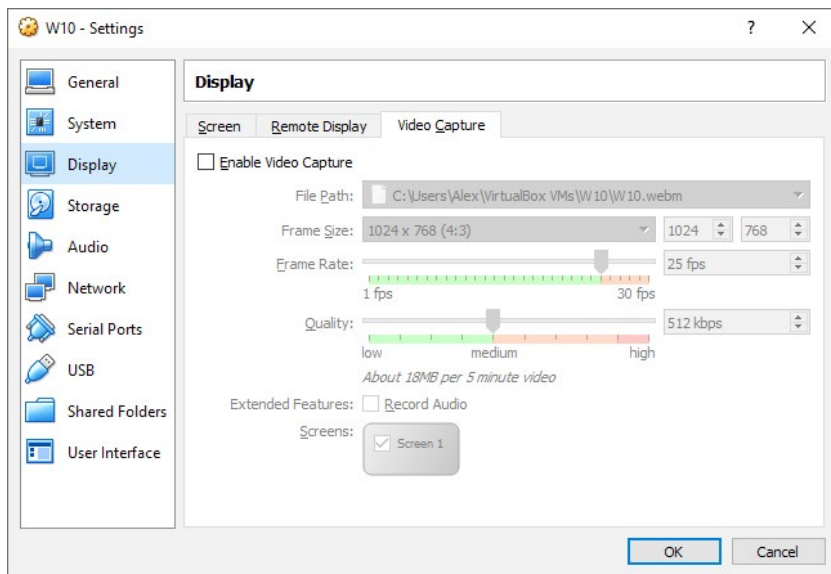 W10 - Settings
?
General
System
Display
Storage
Audio
Network
Serial Ports
USB
Shared Folders
User Interface
Display
Screen Remote Display Video Capture
Enable Video Capture
File Path: C:\Users\Alex\VirtualBox VMs\W10\W10.webm
Frame Size: 1024 x 768 (4:3) 1024 768
Frame Rate: 25 fps
1 fps 30 fps
Quality: 512 kbps
low medium high
About 18MB per 5 minute video
Extended Features: Record Audio
Screens: Screen 1
OK Cancel